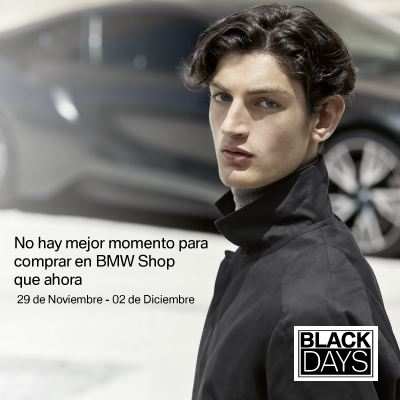 No hay mejor momento para
comprar en BMW Shop
que ahora
29 de Noviembre - 02 de Diciembre
BLACK
DAYS